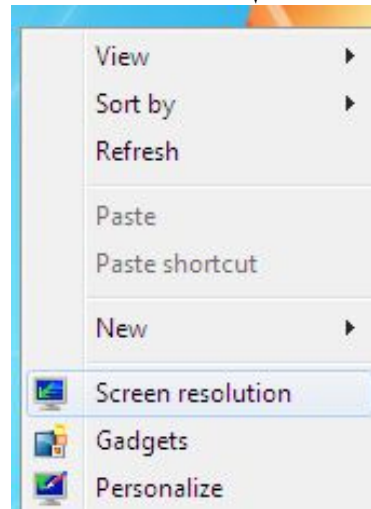 View
Sort by
Refresh
Paste
Paste shortcut
New
Screen resolution
Gadgets
Personalize